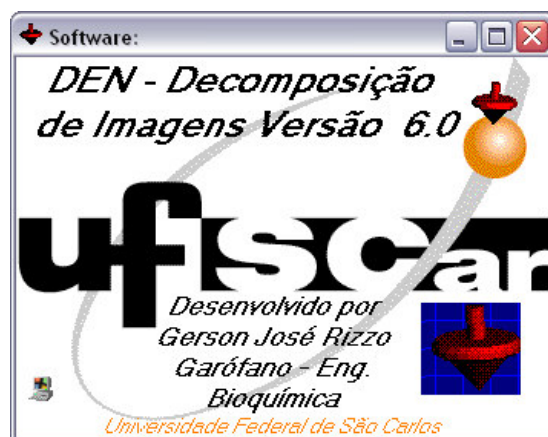 Software:
DEN - Decomposição
de Imagens Versão 6.0
ufscar
Desenvolvido por
Gerson José Rizzo
Garófano - Eng.
Bioquímica
Universidade Federal de São Carlos